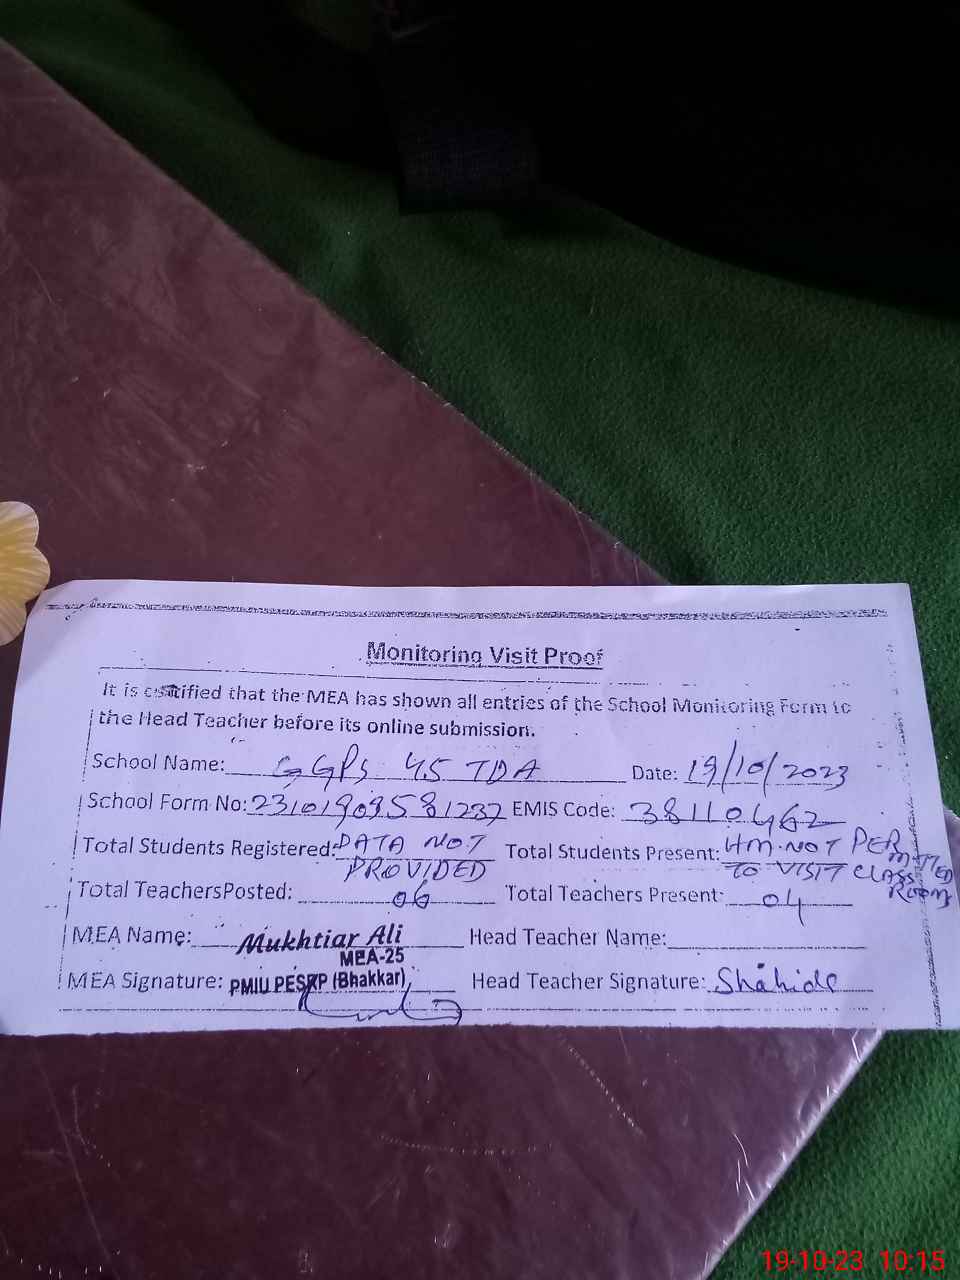 Monitoring Visit Proof
It is certified that the MEA has shown all entries of the School Monitoring Form to
the Head Teacher before its online submission.
School Name: GGPS 45 TDA Date: 19/10/2023
School Form No: 23101909581237 EMIS Code: 38110462
Total Students Registered: DATA NOT PROVIDED Total Students Present: HM NOT PERMITTED TO VISIT CLASS ROOMS
Total TeachersPosted: 06 Total Teachers Present: 04
MEA Name: Mukhtiar Ali Head Teacher Name:
MEA-25
MEA Signature: PMIU PESRP (Bhakkar) Head Teacher Signature: Shahida
19-10-23 10:15